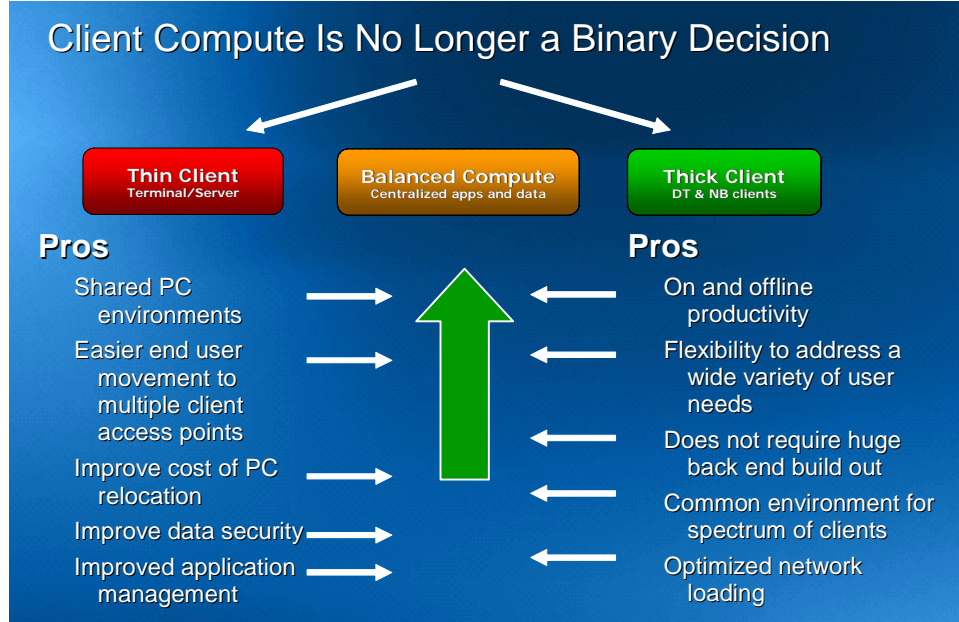 Client Compute Is No Longer a Binary Decision
Thin Client
Terminal/Server
Balanced Compute
Centralized apps and data
Thick Client
DT & NB clients
Pros
Shared PC
environments
Easier end user
movement to
multiple client
access points
Improve cost of PC
relocation
Improve data security
Improved application
management
Pros
On and offline
productivity
Flexibility to address a
wide variety of user
needs
Does not require huge
back end build out
Common environment for
spectrum of clients
Optimized network
loading